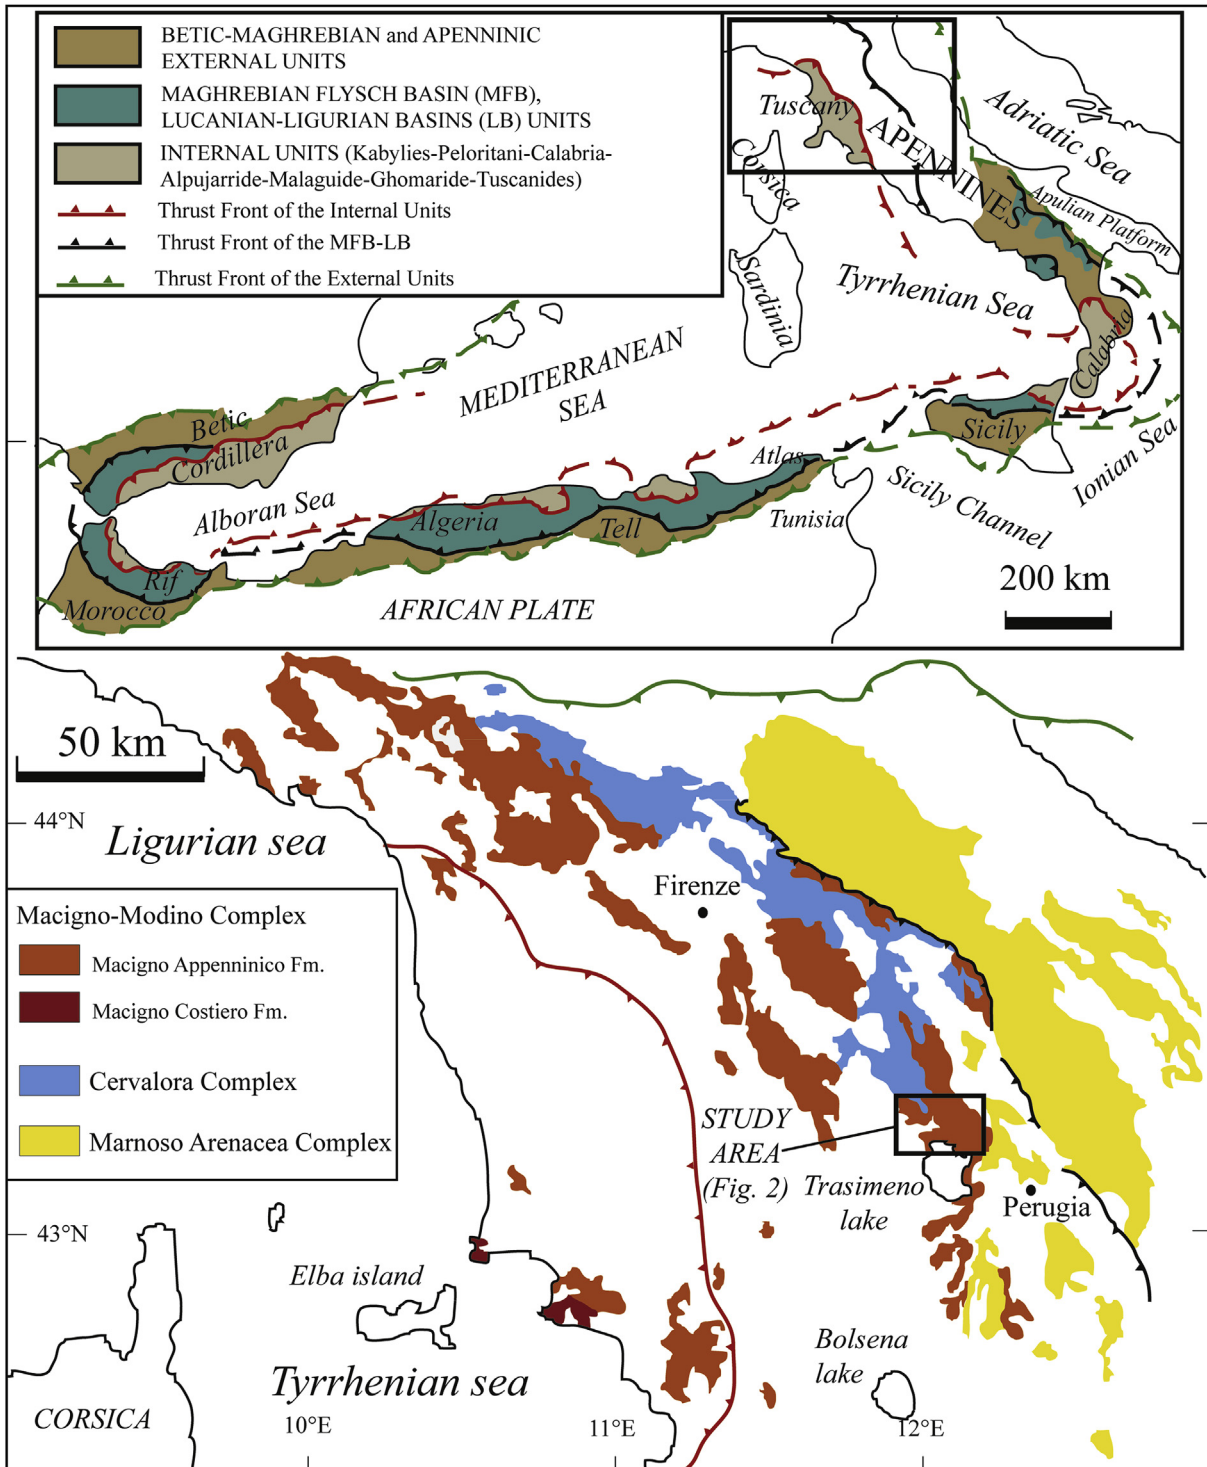 BETIC-MAGHREBIAN and APENNINIC
EXTERNAL UNITS
MAGHREBIAN FLYSCH BASIN (MFB),
LUCANIAN-LIGURIAN BASINS (LB) UNITS
INTERNAL UNITS (Kabylies-Peloritani-Calabria-
Alpujarride-Malaguide-Ghomaride-Tuscanides)
Thrust Front of the Internal Units
Thrust Front of the MFB-LB
Thrust Front of the External Units
Tuscany
APENNINES
Adriatic Sea
Corsica
Apulian Platform
Sardinia
Tyrrhenian Sea
Calabria
MEDITERRANEAN
SEA
Betic
Cordillera
Sicily
Ionian Sea
Atlas
Sicily Channel
Alboran Sea
Algeria
Tell
Tunisia
Rif
Morocco
AFRICAN PLATE
200 km
50 km
44°N
Ligurian sea
Firenze
Macigno-Modino Complex
Macigno Appenninico Fm.
Macigno Costiero Fm.
Cervalora Complex
Marnoso Arenacea Complex
STUDY
AREA
(Fig. 2)
Trasimeno
lake
Perugia
43°N
Elba island
Bolsena
lake
Tyrrhenian sea
CORSICA
10°E
11°E
12°E